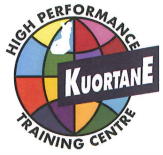 HIGH PERFORMANCE
KUORTANE
TRAINING CENTRE